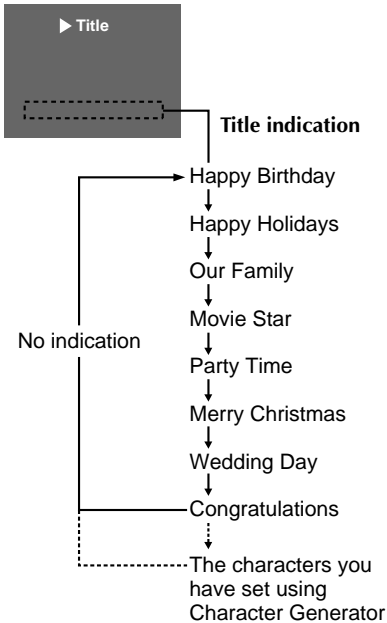 Title
Title indication
Happy Birthday
Happy Holidays
Our Family
Movie Star
No indication
Party Time
Merry Christmas
Wedding Day
Congratulations
The characters you
have set using
Character Generator